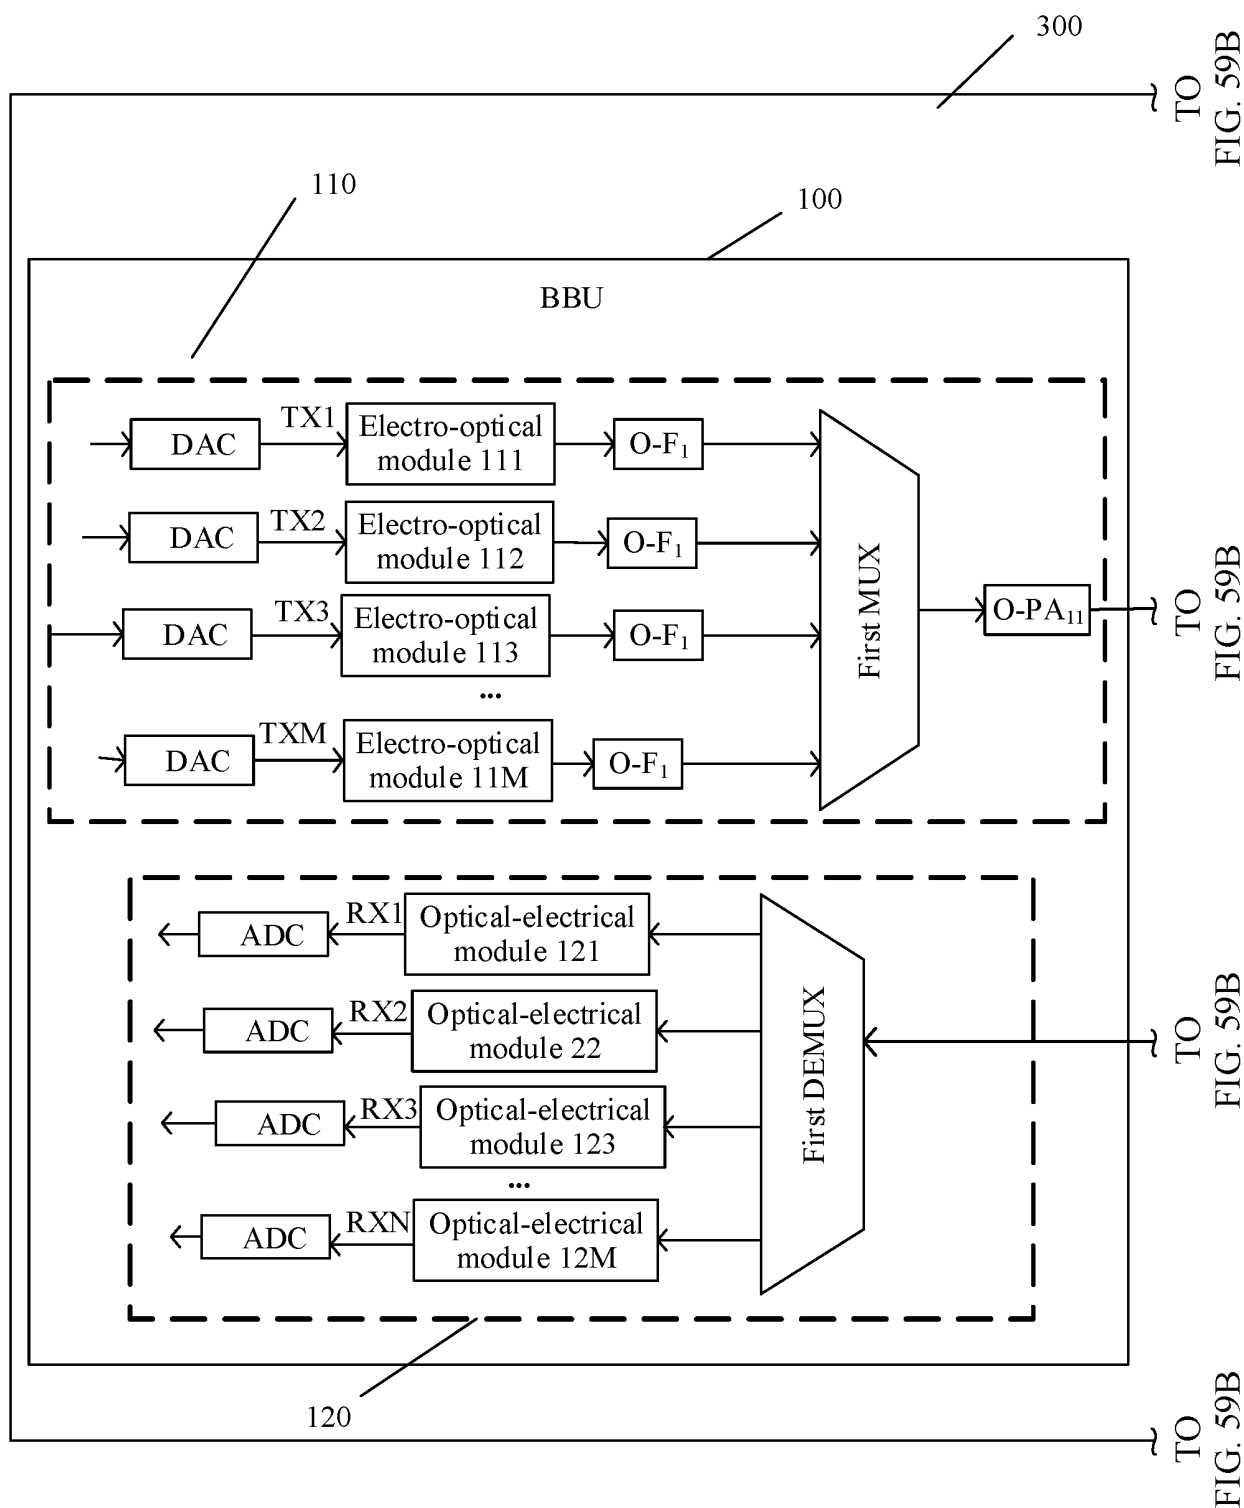 300
TO
FIG. 59B
110
100
BBU
DAC
TX1
Electro-optical
module 111
O-F1
DAC
TX2
Electro-optical
module 112
O-F1
DAC
TX3
Electro-optical
module 113
O-F1
...
DAC
TXM
Electro-optical
module 11M
O-F1
First MUX
O-PA11
TO
FIG. 59B
ADC
RX1
Optical-electrical
module 121
ADC
RX2
Optical-electrical
module 22
ADC
RX3
Optical-electrical
module 123
...
ADC
RXN
Optical-electrical
module 12M
First DEMUX
TO
FIG. 59B
120
TO
FIG. 59B